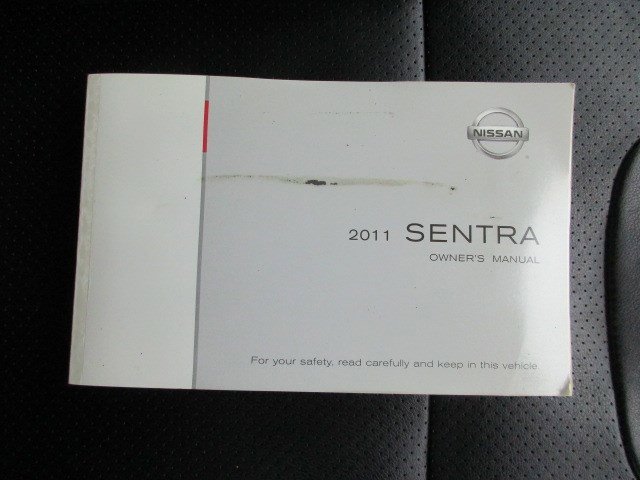 NISSAN
2011 SENTRA
OWNER'S MANUAL
For your safety, read carefully and keep in this vehicle.